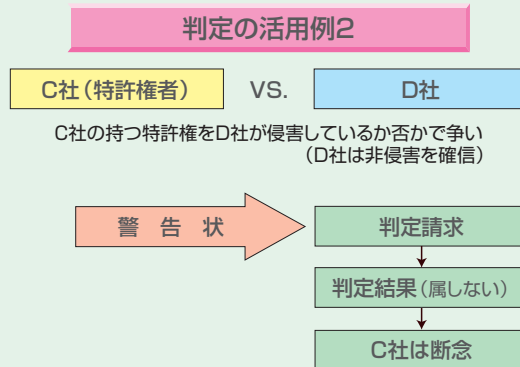 判定の活用例2
C社(特許権者) VS. D社
C社の持つ特許権をD社が侵害しているか否かで争い
(D社は非侵害を確信)
警告状
判定請求
判定結果(属しない)
C社は断念